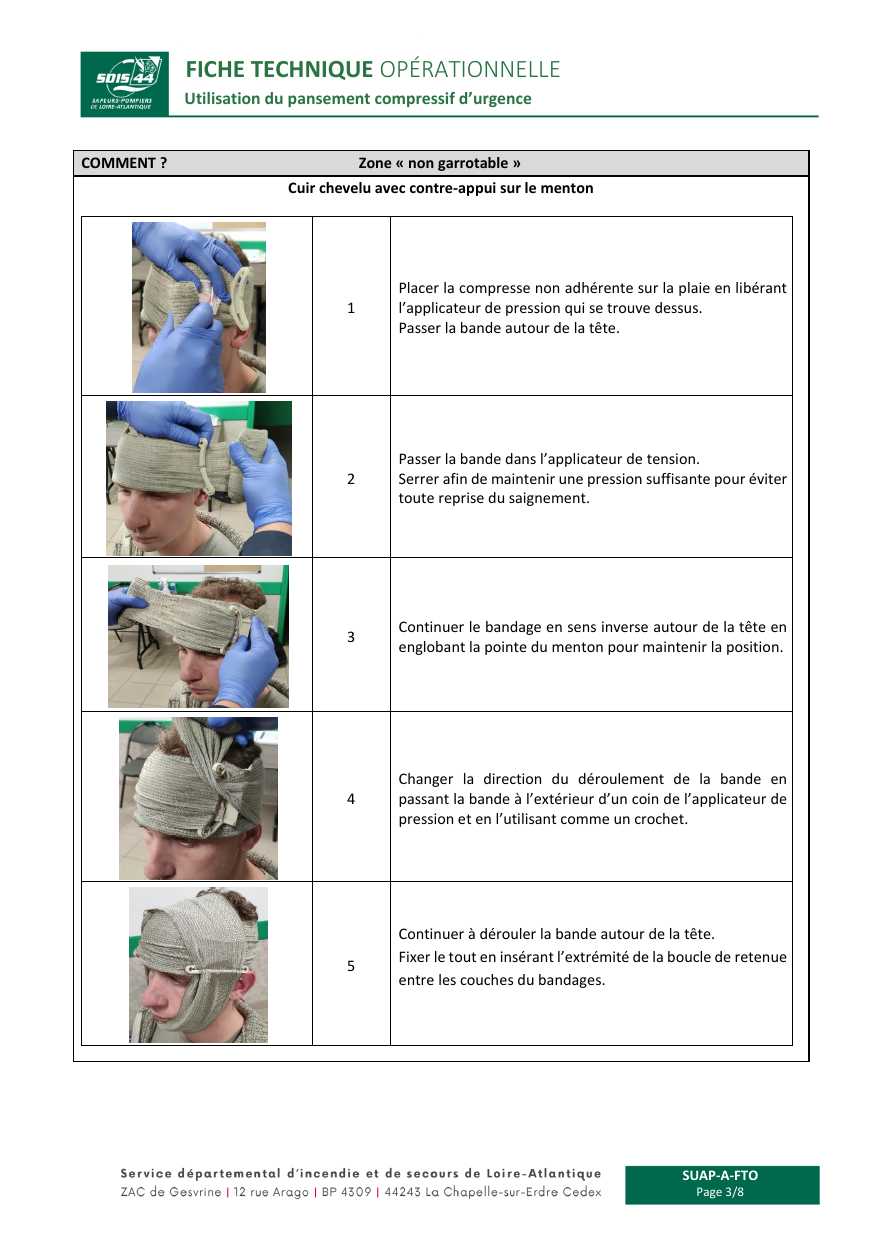 SDIS 44
SAPEURS-POMPIERS
DE LOIRE-ATLANTIQUE
FICHE TECHNIQUE OPÉRATIONNELLE
Utilisation du pansement compressif d’urgence
COMMENT ? Zone « non garrotable »
Cuir chevelu avec contre-appui sur le menton
1
Placer la compresse non adhérente sur la plaie en libérant
l’applicateur de pression qui se trouve dessus.
Passer la bande autour de la tête.
2
Passer la bande dans l’applicateur de tension.
Serrer afin de maintenir une pression suffisante pour éviter
toute reprise du saignement.
3
Continuer le bandage en sens inverse autour de la tête en
englobant la pointe du menton pour maintenir la position.
4
Changer la direction du déroulement de la bande en
passant la bande à l’extérieur d’un coin de l’applicateur de
pression et en l’utilisant comme un crochet.
5
Continuer à dérouler la bande autour de la tête.
Fixer le tout en insérant l’extrémité de la boucle de retenue
entre les couches du bandages.
Service départemental d’incendie et de secours de Loire-Atlantique
ZAC de Gesvrine | 12 rue Arago | BP 4309 | 44243 La Chapelle-sur-Erdre Cedex
SUAP-A-FTO
Page 3/8